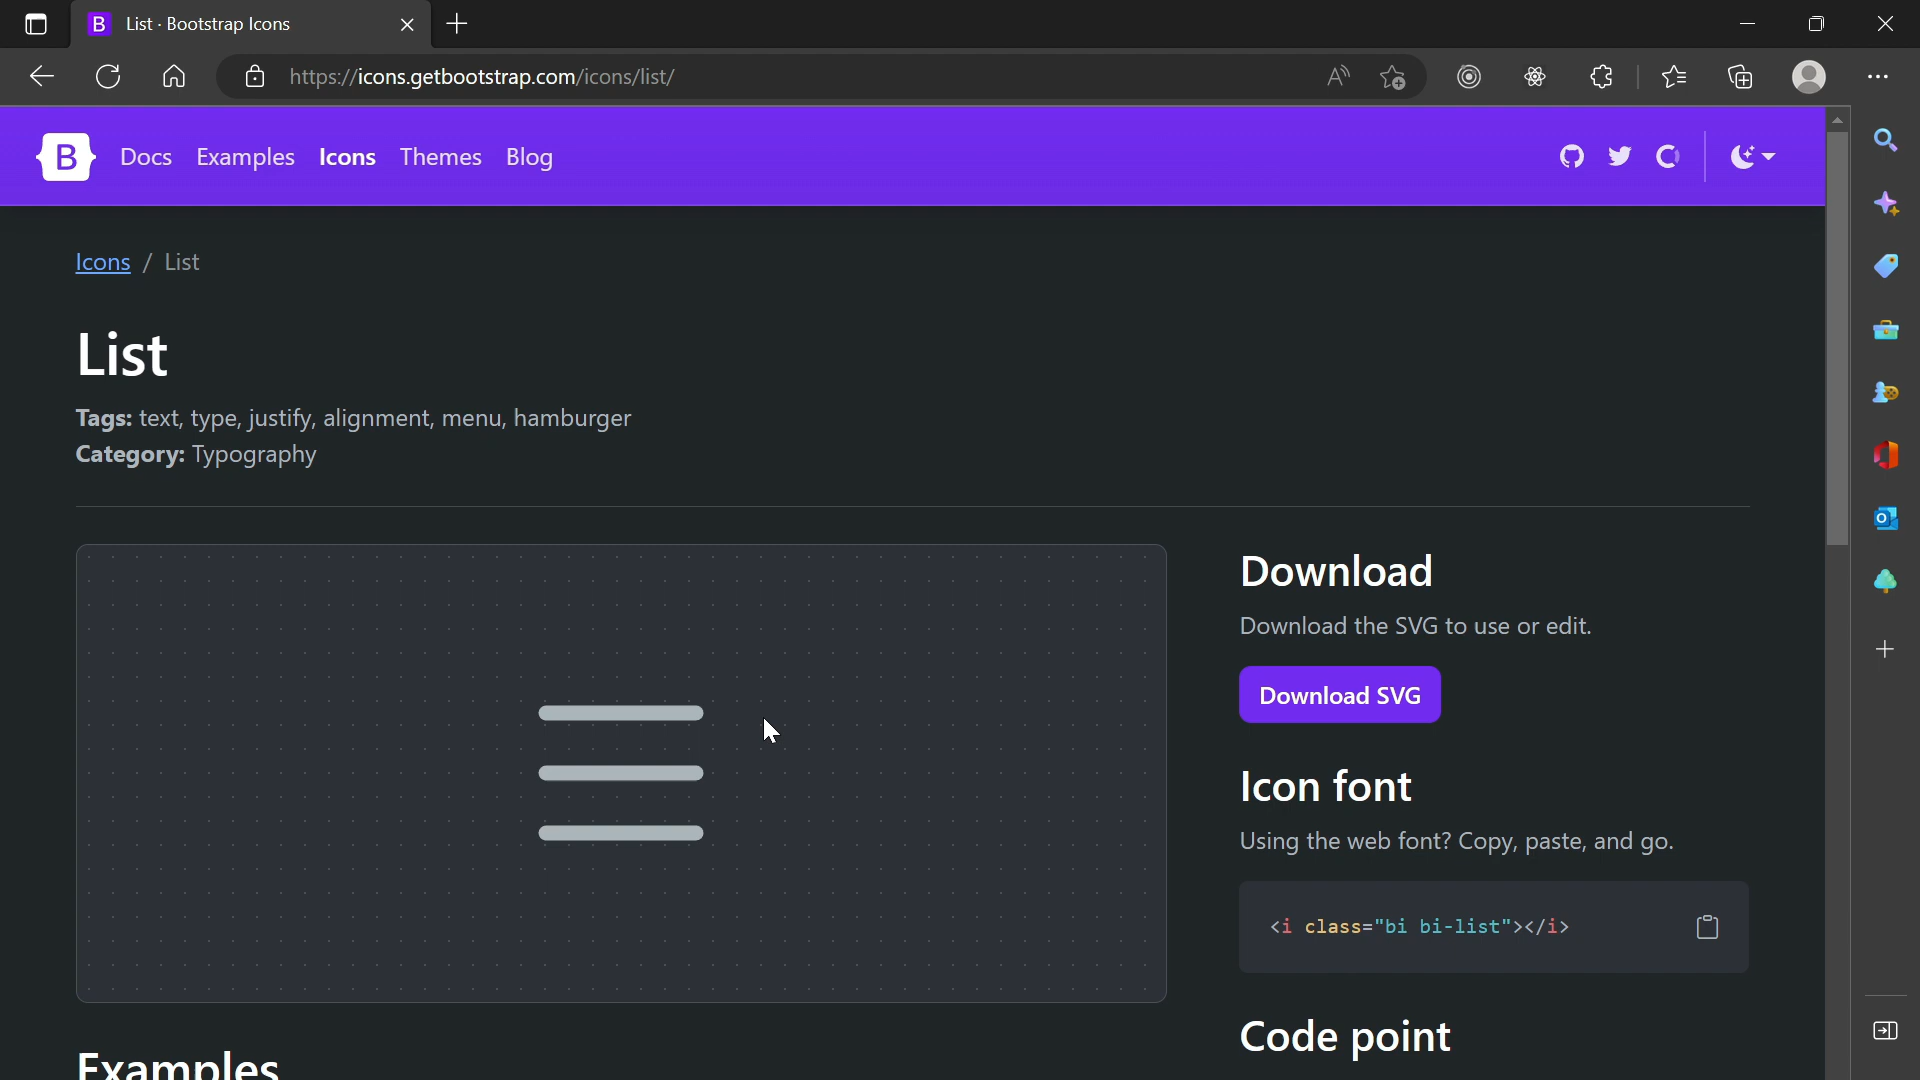 List · Bootstrap Icons
https://icons.getbootstrap.com/icons/list/
B Docs Examples Icons Themes Blog
Icons / List
List
Tags: text, type, justify, alignment, menu, hamburger
Category: Typography
Download
Download the SVG to use or edit.
Download SVG
Icon font
Using the web font? Copy, paste, and go.
<i class="bi bi-list"></i>
Code point
Examples